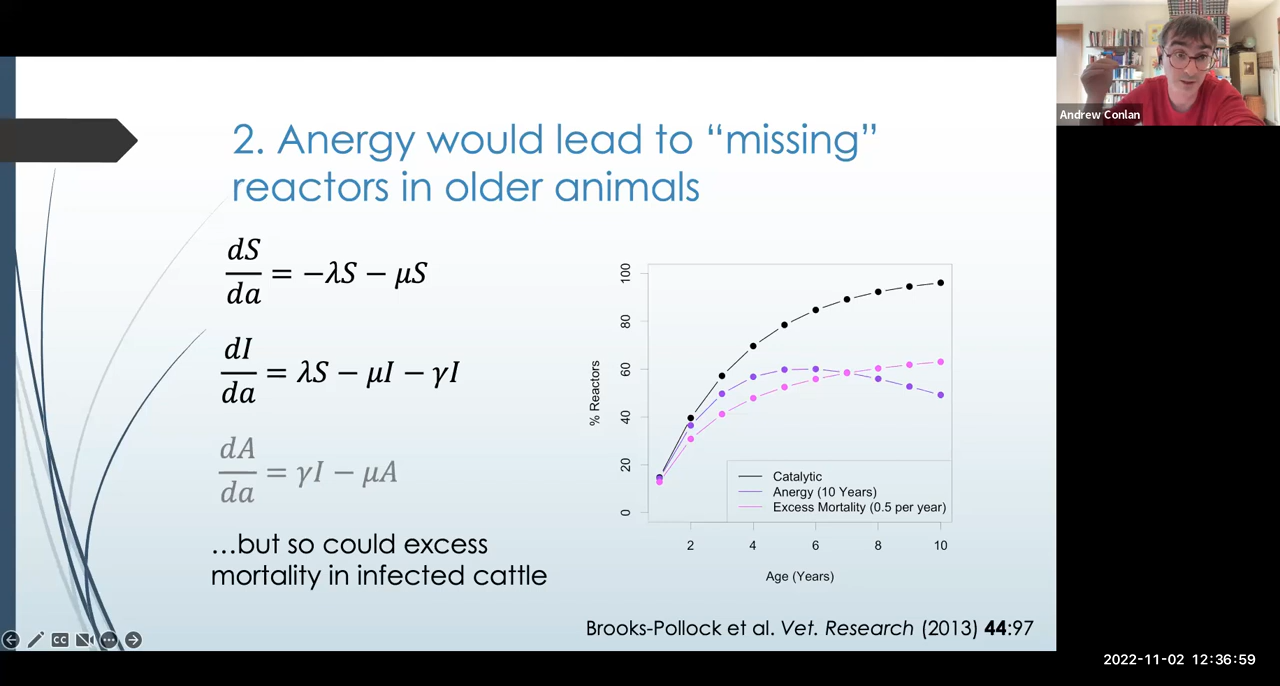 Andrew Conlan
2. Anergy would lead to “missing”
reactors in older animals
dS/da = −λS − μS
dI/da = λS − μI − γI
dA/da = γI − μA
…but so could excess
mortality in infected cattle
% Reactors
100
80
60
40
20
0
Catalytic
Anergy (10 Years)
Excess Mortality (0.5 per year)
2 4 6 8 10
Age (Years)
Brooks-Pollock et al. Vet. Research (2013) 44:97
CC
2022-11-02 12:36:59